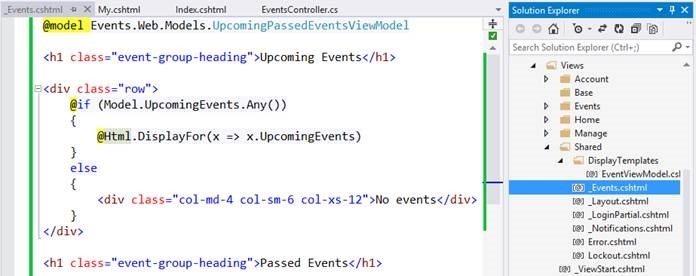 _Events.cshtml My.cshtml Index.cshtml EventsController.cs
@model Events.Web.Models.UpcomingPassedEventsViewModel
<h1 class="event-group-heading">Upcoming Events</h1>
<div class="row">
@if (Model.UpcomingEvents.Any())
{
@Html.DisplayFor(x => x.UpcomingEvents)
}
else
{
<div class="col-md-4 col-sm-6 col-xs-12">No events</div>
}
</div>
<h1 class="event-group-heading">Passed Events</h1>
Solution Explorer
Search Solution Explorer (Ctrl+;)
Views
Account
Base
Events
Home
Manage
Shared
DisplayTemplates
EventViewModel.csl
_Events.cshtml
_Layout.cshtml
_LoginPartial.cshtml
_Notifications.cshtml
Error.cshtml
Lockout.cshtml
_ViewStart.cshtml